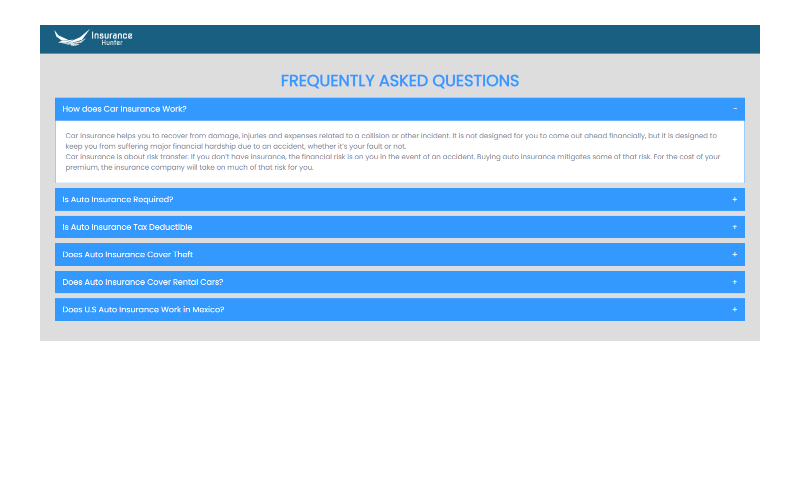 Insurance
Hunter
FREQUENTLY ASKED QUESTIONS
How does Car Insurance Work?
-
Car insurance helps you to recover from damage, injuries and expenses related to a collision or other incident. It is not designed for you to come out ahead financially, but it is designed to
keep you from suffering major financial hardship due to an accident, whether it's your fault or not.
Car insurance is about risk transfer. If you don't have insurance, the financial risk is on you in the event of an accident. Buying auto insurance mitigates some of that risk. For the cost of your
premium, the insurance company will take on much of that risk for you.
Is Auto Insurance Required?
+
Is Auto Insurance Tax Deductible
+
Does Auto Insurance Cover Theft
+
Does Auto Insurance Cover Rental Cars?
+
Does U.S Auto Insurance Work in Mexico?
+